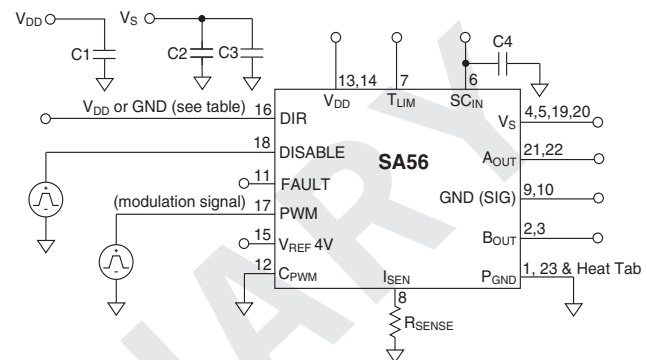 VDD
VS
C1
C2
C3
C4
13,14
7
6
VDD
TLIM
SCIN
VDD or GND (see table)
16
DIR
18
DISABLE
11
FAULT
(modulation signal)
17
PWM
15
VREF 4V
12
CPWM
SA56
VS
4,5,19,20
AOUT
21,22
GND (SIG)
9,10
BOUT
2,3
PGND
1, 23 & Heat Tab
ISEN
8
RSENSE